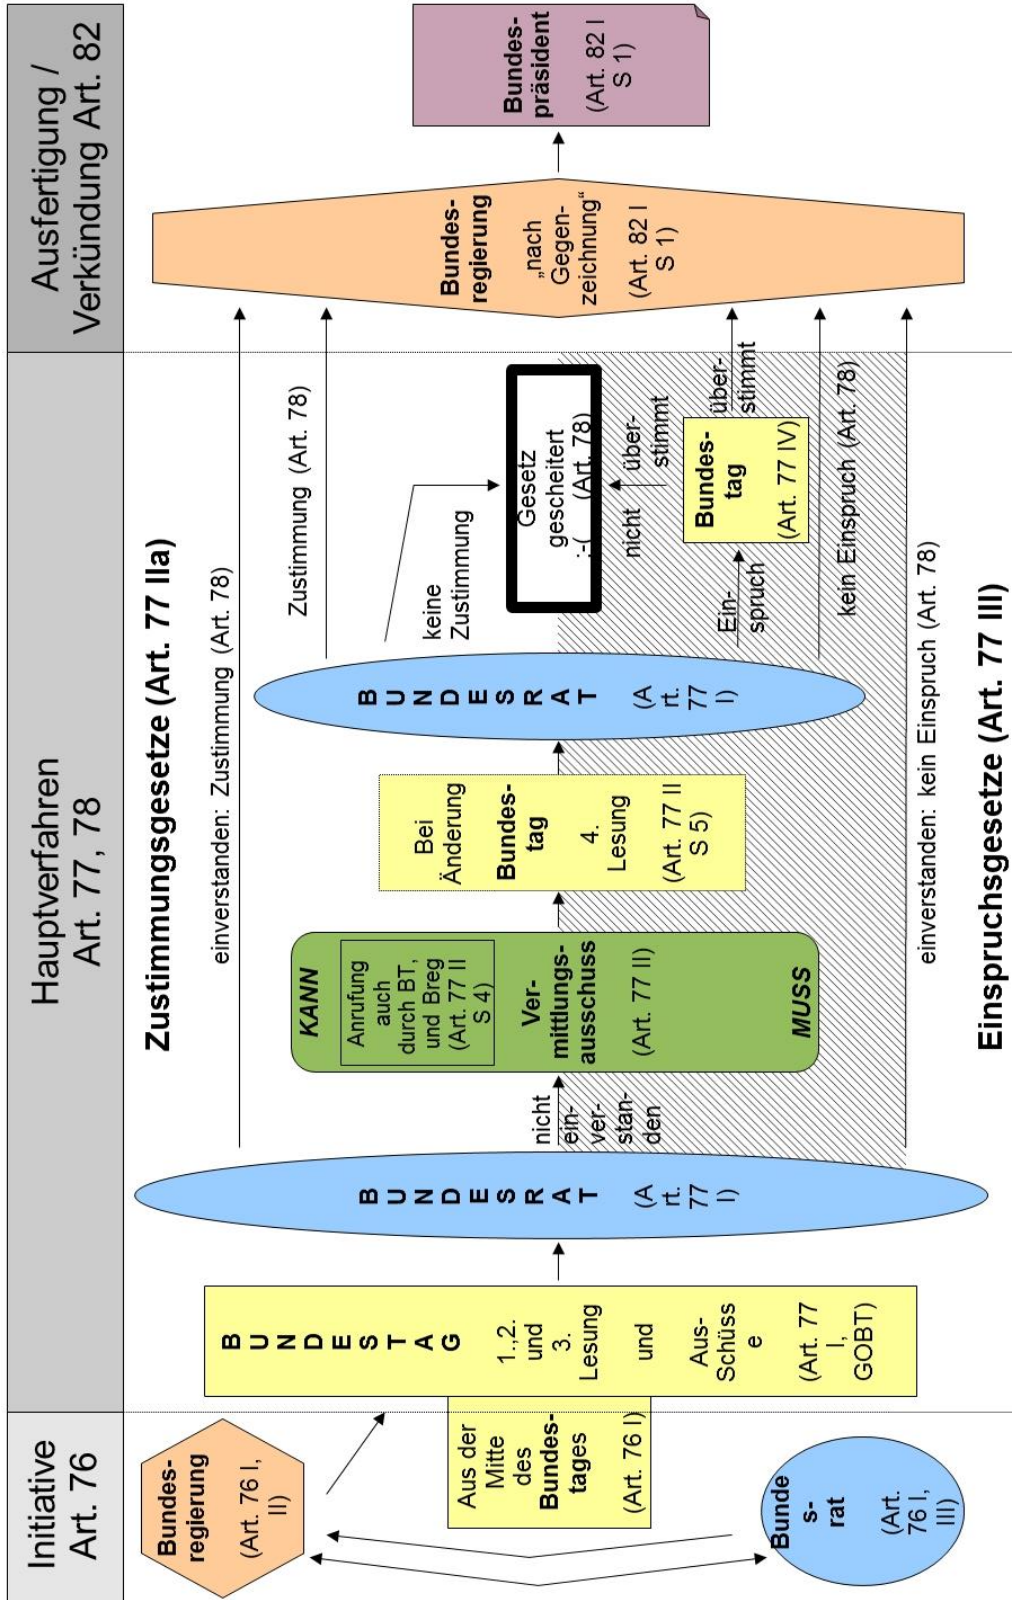 Initiative
Art. 76
Hauptverfahren
Art. 77, 78
Ausfertigung /
Verkündung Art. 82
Zustimmungsgesetze (Art. 77 IIa)
Bundes-
regierung
(Art. 76 I,
II)
Aus der
Mitte
des
Bundes-
tages
(Art. 76 I)
Bunde
s-
rat
(Art.
76 I,
III)
B
U
N
D
E
S
T
A
G
1.,2.
und
3.
Lesung
und
Aus-
Schüss
e
(Art. 77
I,
GOBT)
B
U
N
D
E
S
R
A
T
(A
rt.
77
I)
einverstanden: Zustimmung (Art. 78)
nicht
ein-
ver-
stan-
den
einverstanden: kein Einspruch (Art. 78)
KANN
Anrufung
auch
durch BT,
und Breg
(Art. 77 II
S 4)
Ver-
mittlungs-
ausschuss
(Art. 77 II)
MUSS
Bei
Änderung
Bundes-
tag
4.
Lesung
(Art. 77 II
S 5)
B
U
N
D
E
S
R
A
T
(A
rt.
77
I)
Zustimmung (Art. 78)
keine
Zustimmung
Gesetz
gescheitert
:-( (Art. 78)
nicht über-
stimmt
Ein-
spruch
Bundes-
tag
(Art. 77 IV)
über-
stimmt
kein Einspruch (Art. 78)
Bundes-
regierung
„nach
Gegen-
zeichnung“
(Art. 82 I
S 1)
Bundes-
präsident
(Art. 82 I
S 1)
Einspruchsgesetze (Art. 77 III)